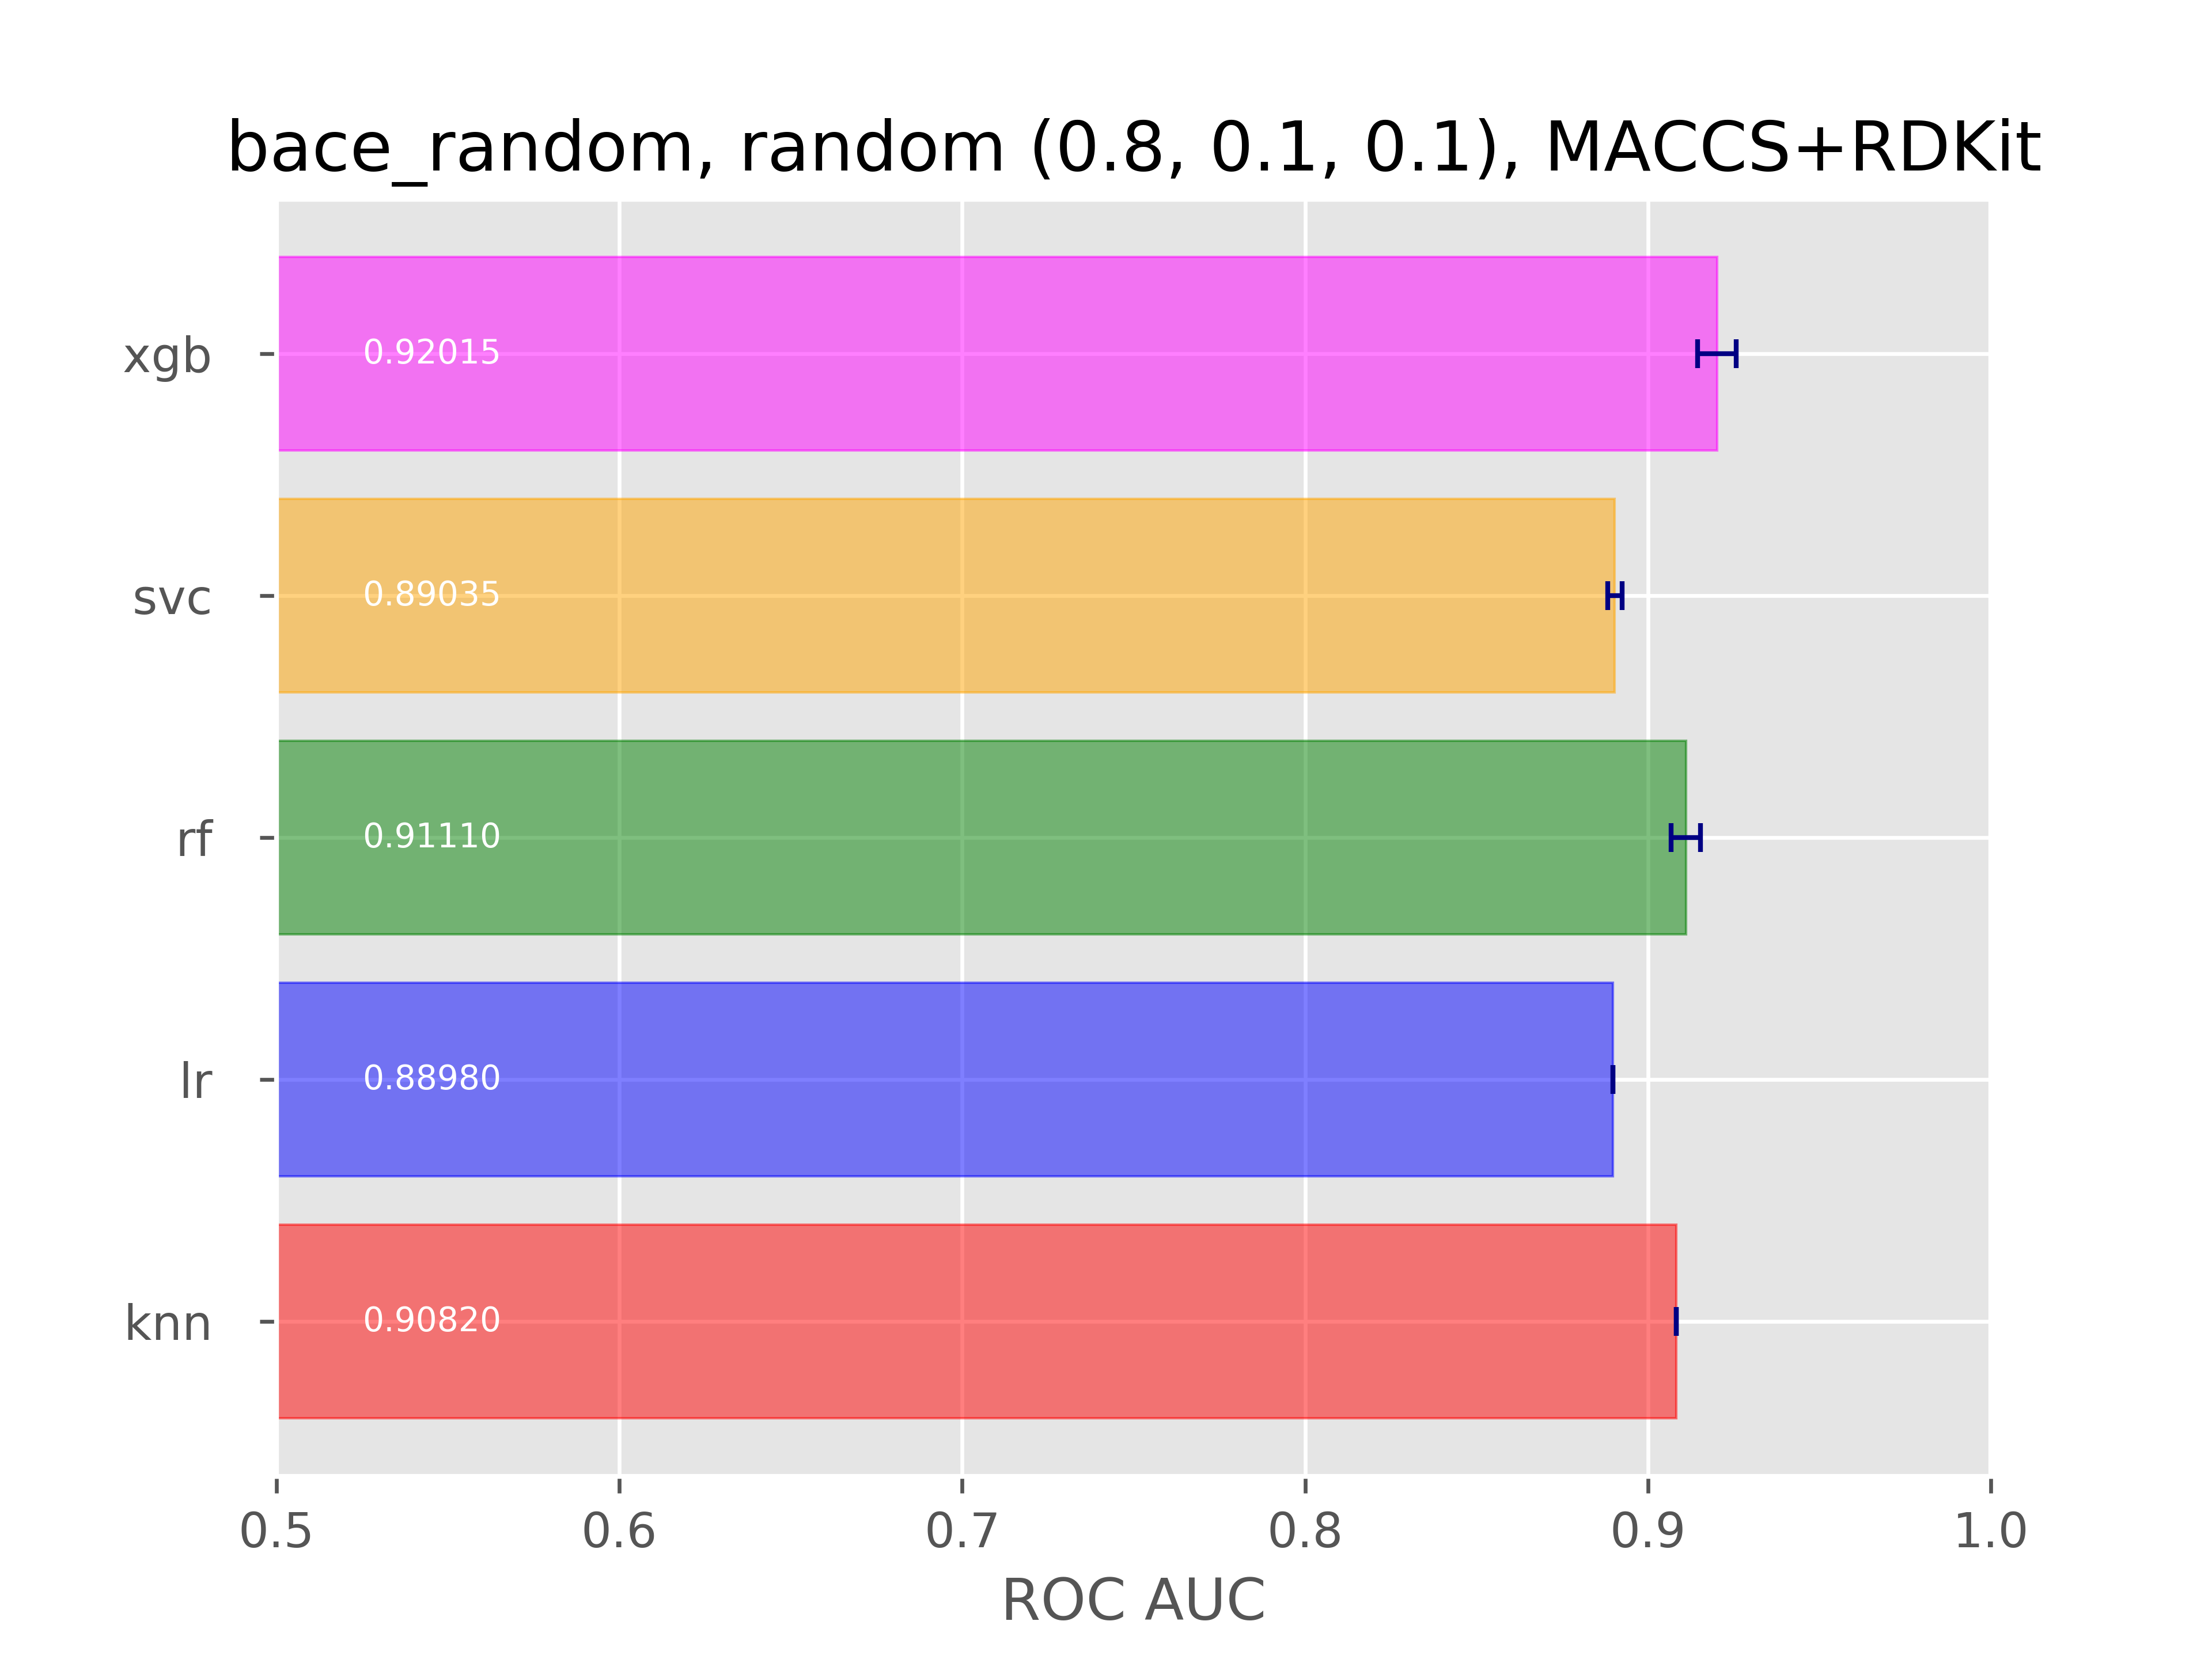 bace_random, random (0.8, 0.1, 0.1), MACCS+RDKit
xgb
0.92015
svc
0.89035
rf
0.91110
lr
0.88980
knn
0.90820
0.5 0.6 0.7 0.8 0.9 1.0
ROC AUC